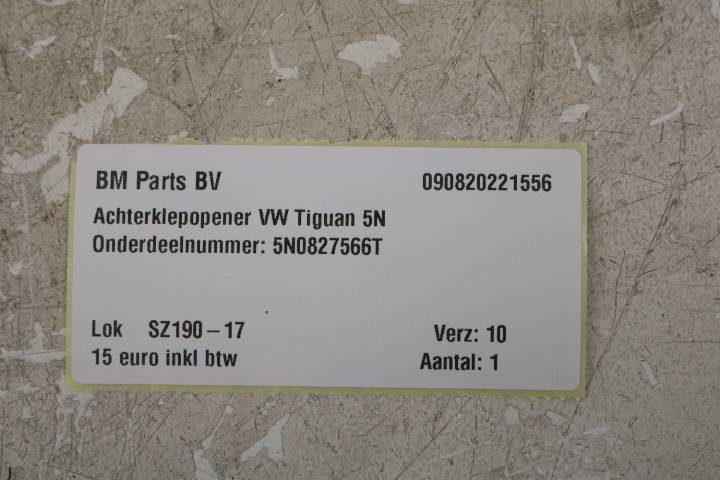 BM Parts BV 090820221556
Achterklepopener VW Tiguan 5N
Onderdeelnummer: 5N0827566T
Lok SZ190-17 Verz: 10
15 euro inkl btw Aantal: 1